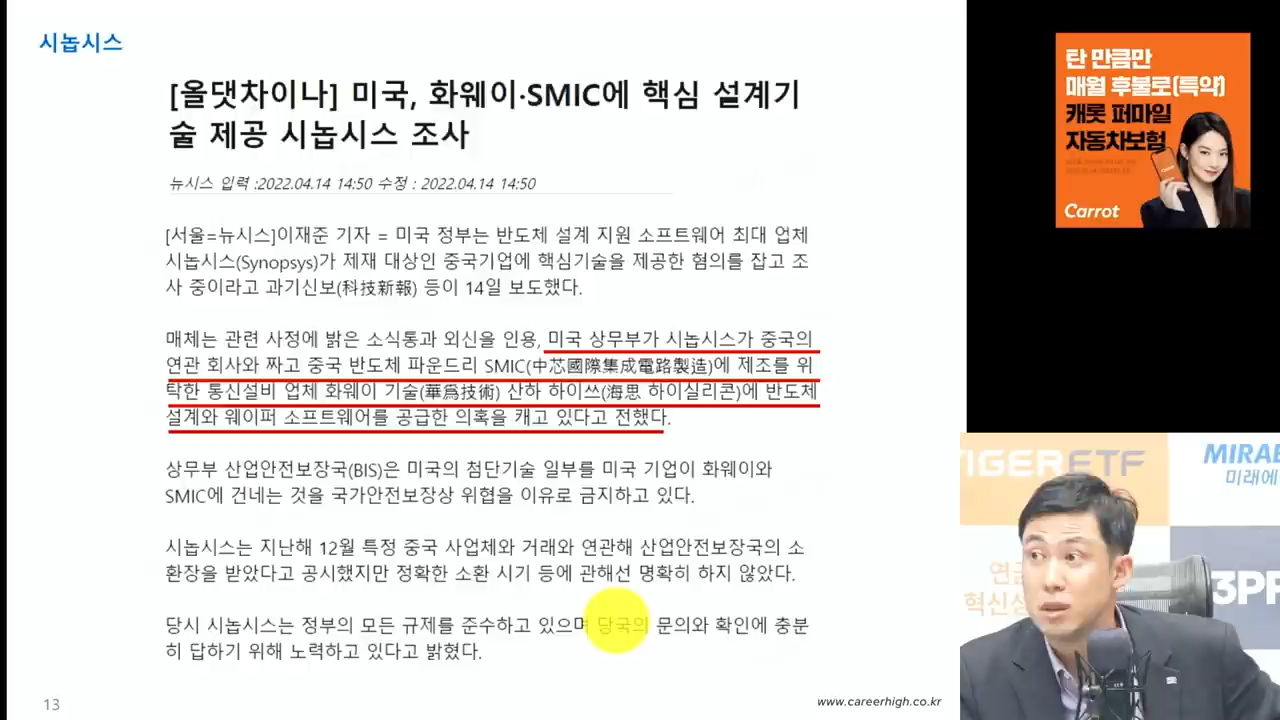 시놉시스
[올댓차이나] 미국, 화웨이·SMIC에 핵심 설계기
술 제공 시놉시스 조사
뉴시스 입력 :2022.04.14 14:50 수정 : 2022.04.14 14:50
[서울=뉴시스]이재준 기자 = 미국 정부는 반도체 설계 지원 소프트웨어 최대 업체
시놉시스(Synopsys)가 제재 대상인 중국기업에 핵심기술을 제공한 혐의를 잡고 조
사 중이라고 과기신보(科技新報) 등이 14일 보도했다.
매체는 관련 사정에 밝은 소식통과 외신을 인용, 미국 상무부가 시놉시스가 중국의
연관 회사와 짜고 중국 반도체 파운드리 SMIC(中芯國際集成電路製造)에 제조를 위
탁한 통신설비 업체 화웨이 기술(華爲技術) 산하 하이쓰(海思 하이실리콘)에 반도체
설계와 웨이퍼 소프트웨어를 공급한 의혹을 캐고 있다고 전했다.
상무부 산업안전보장국(BIS)은 미국의 첨단기술 일부를 미국 기업이 화웨이와
SMIC에 건네는 것을 국가안전보장상 위협을 이유로 금지하고 있다.
시놉시스는 지난해 12월 특정 중국 사업체와 거래와 연관해 산업안전보장국의 소
환장을 받았다고 공시했지만 정확한 소환 시기 등에 관해선 명확히 하지 않았다.
당시 시놉시스는 정부의 모든 규제를 준수하고 있으며 당국의 문의와 확인에 충분
히 답하기 위해 노력하고 있다고 밝혔다.
13
www.careerhigh.co.kr
탄 만큼만
매월 후불로(특약)
캐롯 퍼마일
자동차보험
Carrot
TIGER ETF
MIRAE
미래에
연금
혁신성
3PR